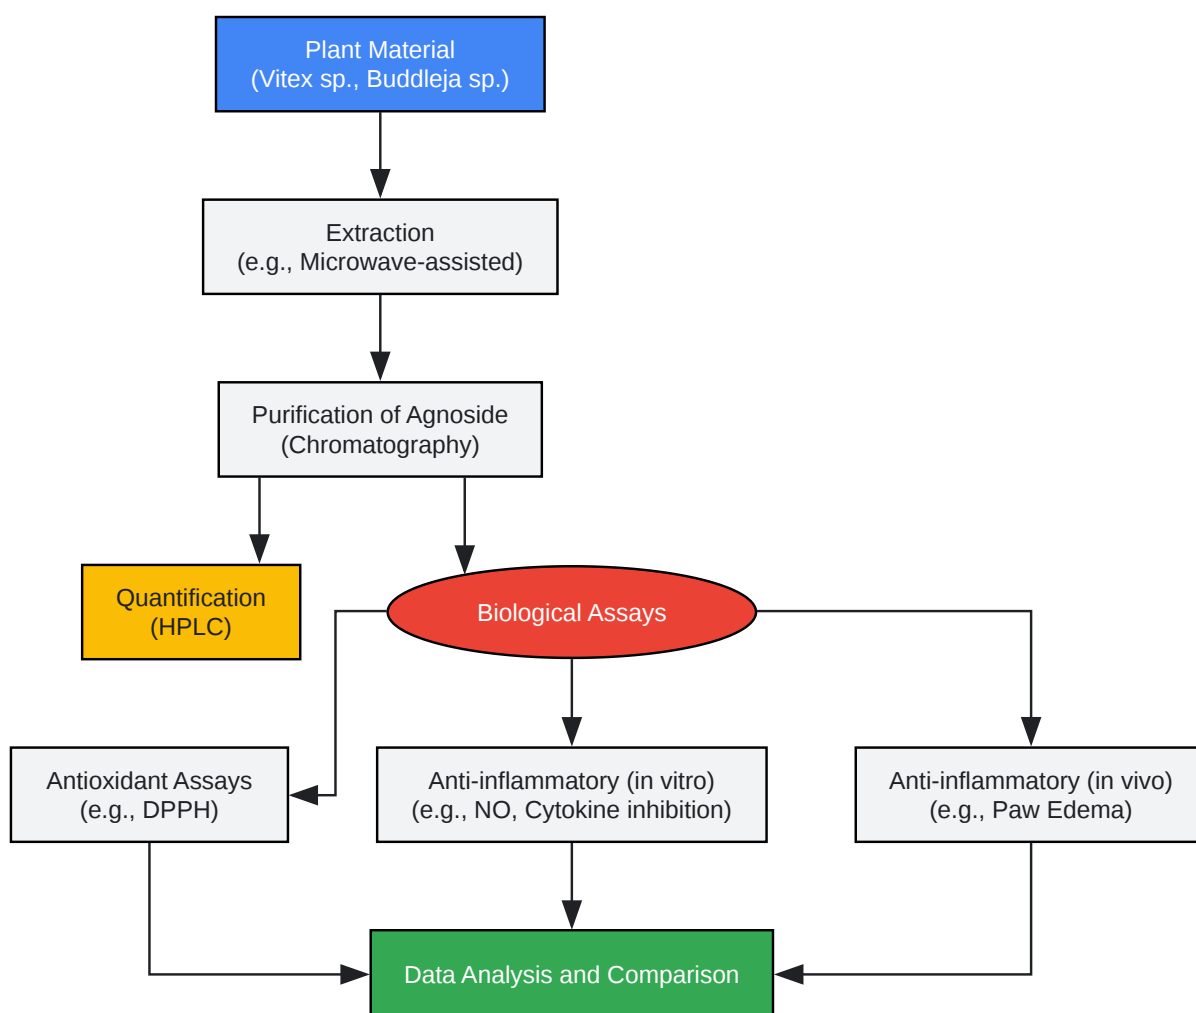 Plant Material
(Vitex sp., Buddleja sp.)
Extraction
(e.g., Microwave-assisted)
Purification of Agnoside
(Chromatography)
Quantification
(HPLC)
Biological Assays
Antioxidant Assays
(e.g., DPPH)
Anti-inflammatory (in vitro)
(e.g., NO, Cytokine inhibition)
Anti-inflammatory (in vivo)
(e.g., Paw Edema)
Data Analysis and Comparison